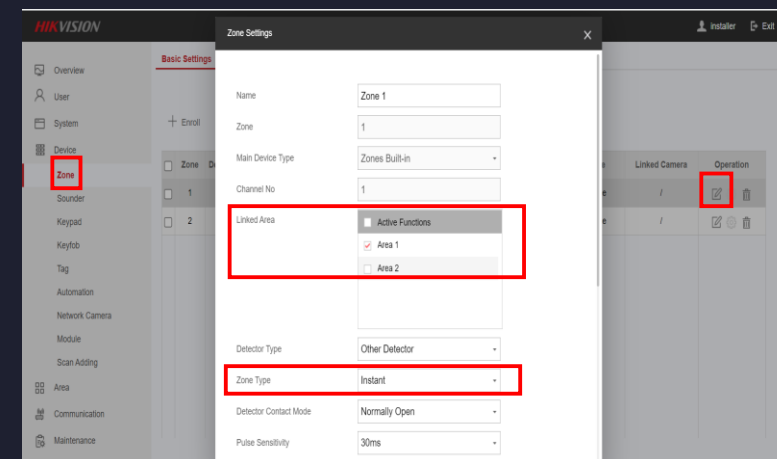 HIKVISION
installer
Exit
Overview
User
System
Device
Zone
Sounder
Keypad
Keyfob
Tag
Automation
Network Camera
Module
Scan Adding
Area
Communication
Maintenance
Basic Settings
Enroll
Zone
Linked Camera
Operation
1
/
2
/
Zone Settings
X
Name
Zone 1
Zone
1
Main Device Type
Zones Built-in
Channel No
1
Linked Area
Active Functions
Area 1
Area 2
Detector Type
Other Detector
Zone Type
Instant
Detector Contact Mode
Normally Open
Pulse Sensitivity
30ms